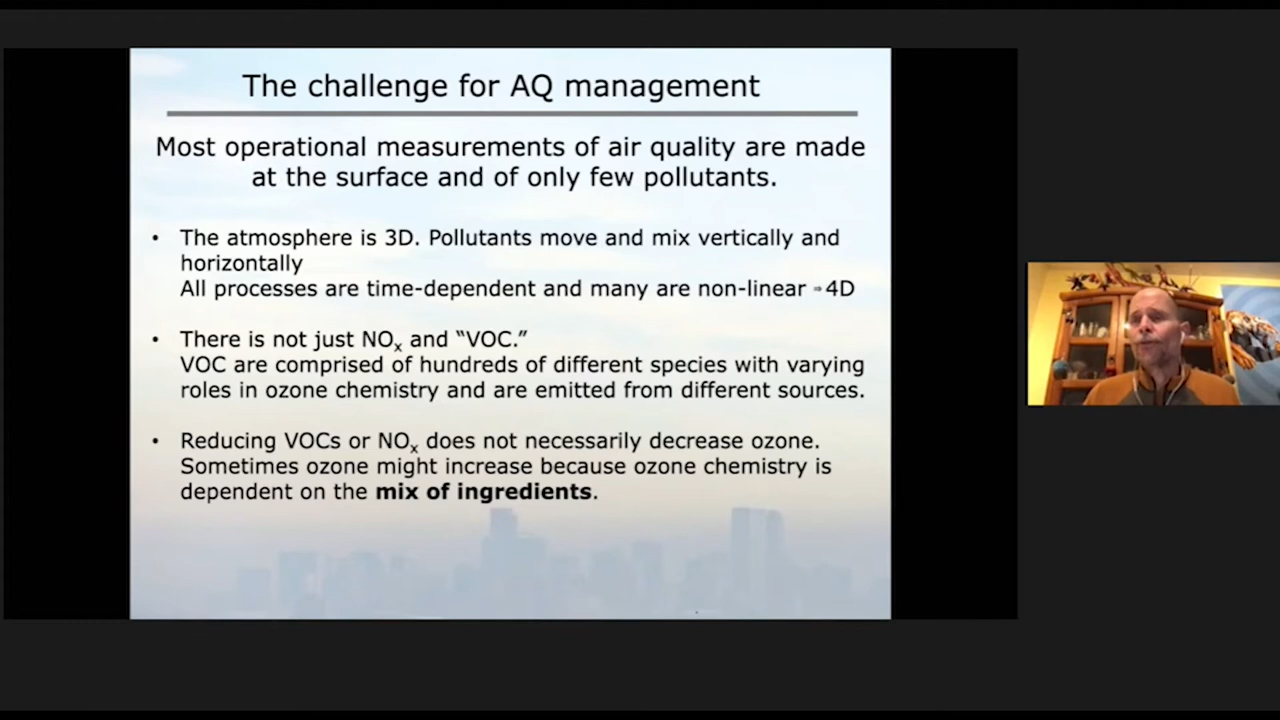 The challenge for AQ management
Most operational measurements of air quality are made
at the surface and of only few pollutants.
• The atmosphere is 3D. Pollutants move and mix vertically and
horizontally
All processes are time-dependent and many are non-linear ⇒ 4D
• There is not just NOx and “VOC.”
VOC are comprised of hundreds of different species with varying
roles in ozone chemistry and are emitted from different sources.
• Reducing VOCs or NOx does not necessarily decrease ozone.
Sometimes ozone might increase because ozone chemistry is
dependent on the mix of ingredients.